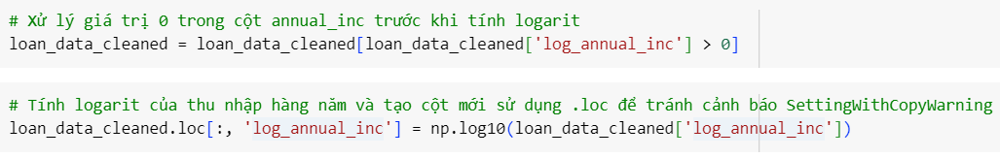 # Xử lý giá trị 0 trong cột annual_inc trước khi tính logarit
loan_data_cleaned = loan_data_cleaned[loan_data_cleaned['log_annual_inc'] > 0]
# Tính logarit của thu nhập hàng năm và tạo cột mới sử dụng .loc để tránh cảnh báo SettingWithCopyWarning
loan_data_cleaned.loc[:, 'log_annual_inc'] = np.log10(loan_data_cleaned['log_annual_inc'])